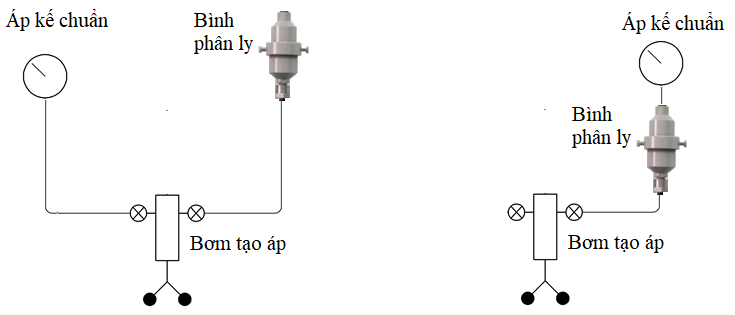 Áp kế chuẩn
Bình
phân ly
Bơm tạo áp
Áp kế chuẩn
Bình
phân ly
Bơm tạo áp